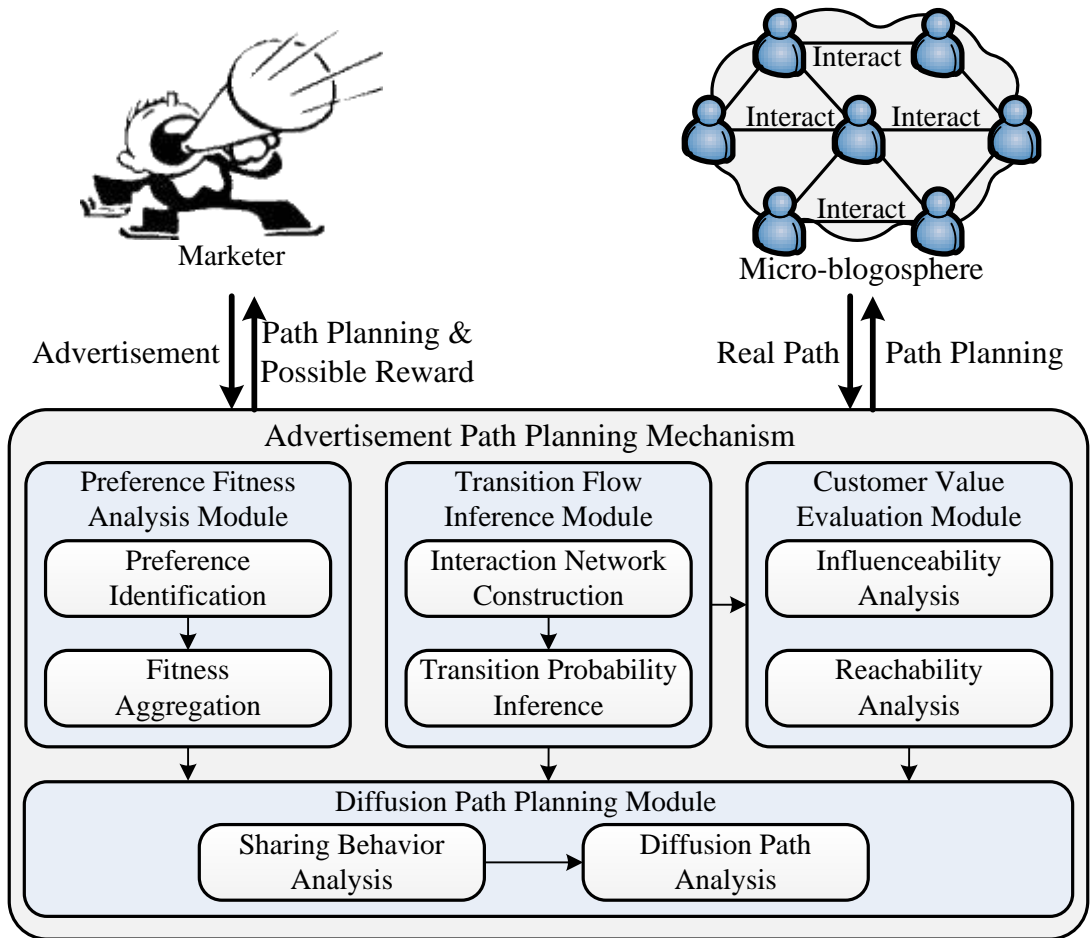 Interact
Interact
Interact
Interact
Marketer
Micro-blogosphere
Advertisement
Path Planning &
Possible Reward
Real Path
Path Planning
Advertisement Path Planning Mechanism
Preference Fitness
Analysis Module
Preference
Identification
Fitness
Aggregation
Transition Flow
Inference Module
Interaction Network
Construction
Transition Probability
Inference
Customer Value
Evaluation Module
Influenceability
Analysis
Reachability
Analysis
Diffusion Path Planning Module
Sharing Behavior
Analysis
Diffusion Path
Analysis